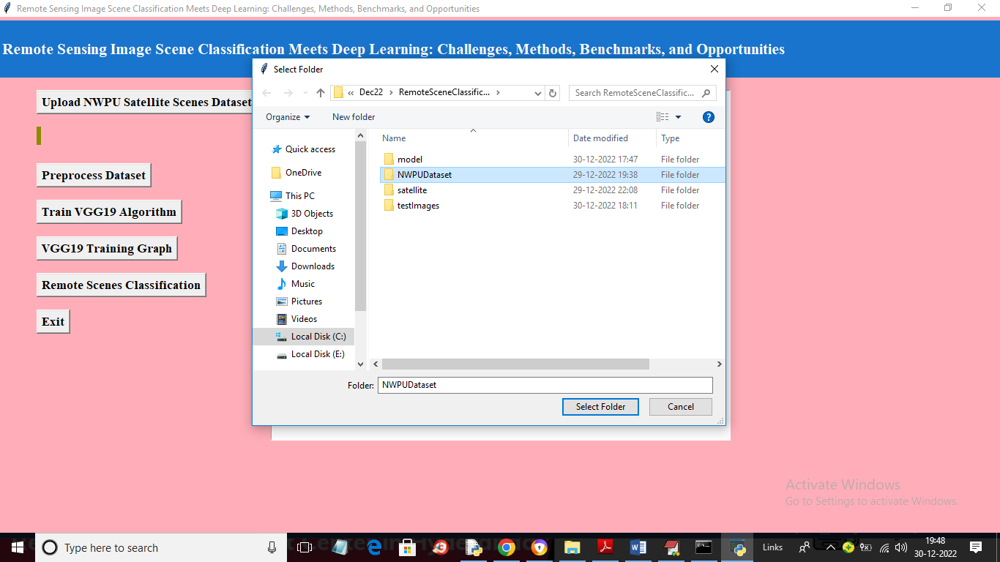 Remote Sensing Image Scene Classification Meets Deep Learning: Challenges, Methods, Benchmarks, and Opportunities
Remote Sensing Image Scene Classification Meets Deep Learning: Challenges, Methods, Benchmarks, and Opportunities
Upload NWPU Satellite Scenes Dataset
Preprocess Dataset
Train VGG19 Algorithm
VGG19 Training Graph
Remote Scenes Classification
Exit
Select Folder
« Dec22 › RemoteSceneClassific... ›
Search RemoteSceneClassific...
Organize
New folder
Quick access
OneDrive
This PC
3D Objects
Desktop
Documents
Downloads
Music
Pictures
Videos
Local Disk (C:)
Local Disk (E:)
Name Date modified Type
model 30-12-2022 17:47 File folder
NWPUDataset 29-12-2022 19:38 File folder
satellite 29-12-2022 22:08 File folder
testImages 30-12-2022 18:11 File folder
Folder: NWPUDataset
Select Folder
Cancel
Activate Windows
Go to Settings to activate Windows.
Type here to search
Links
19:48
30-12-2022